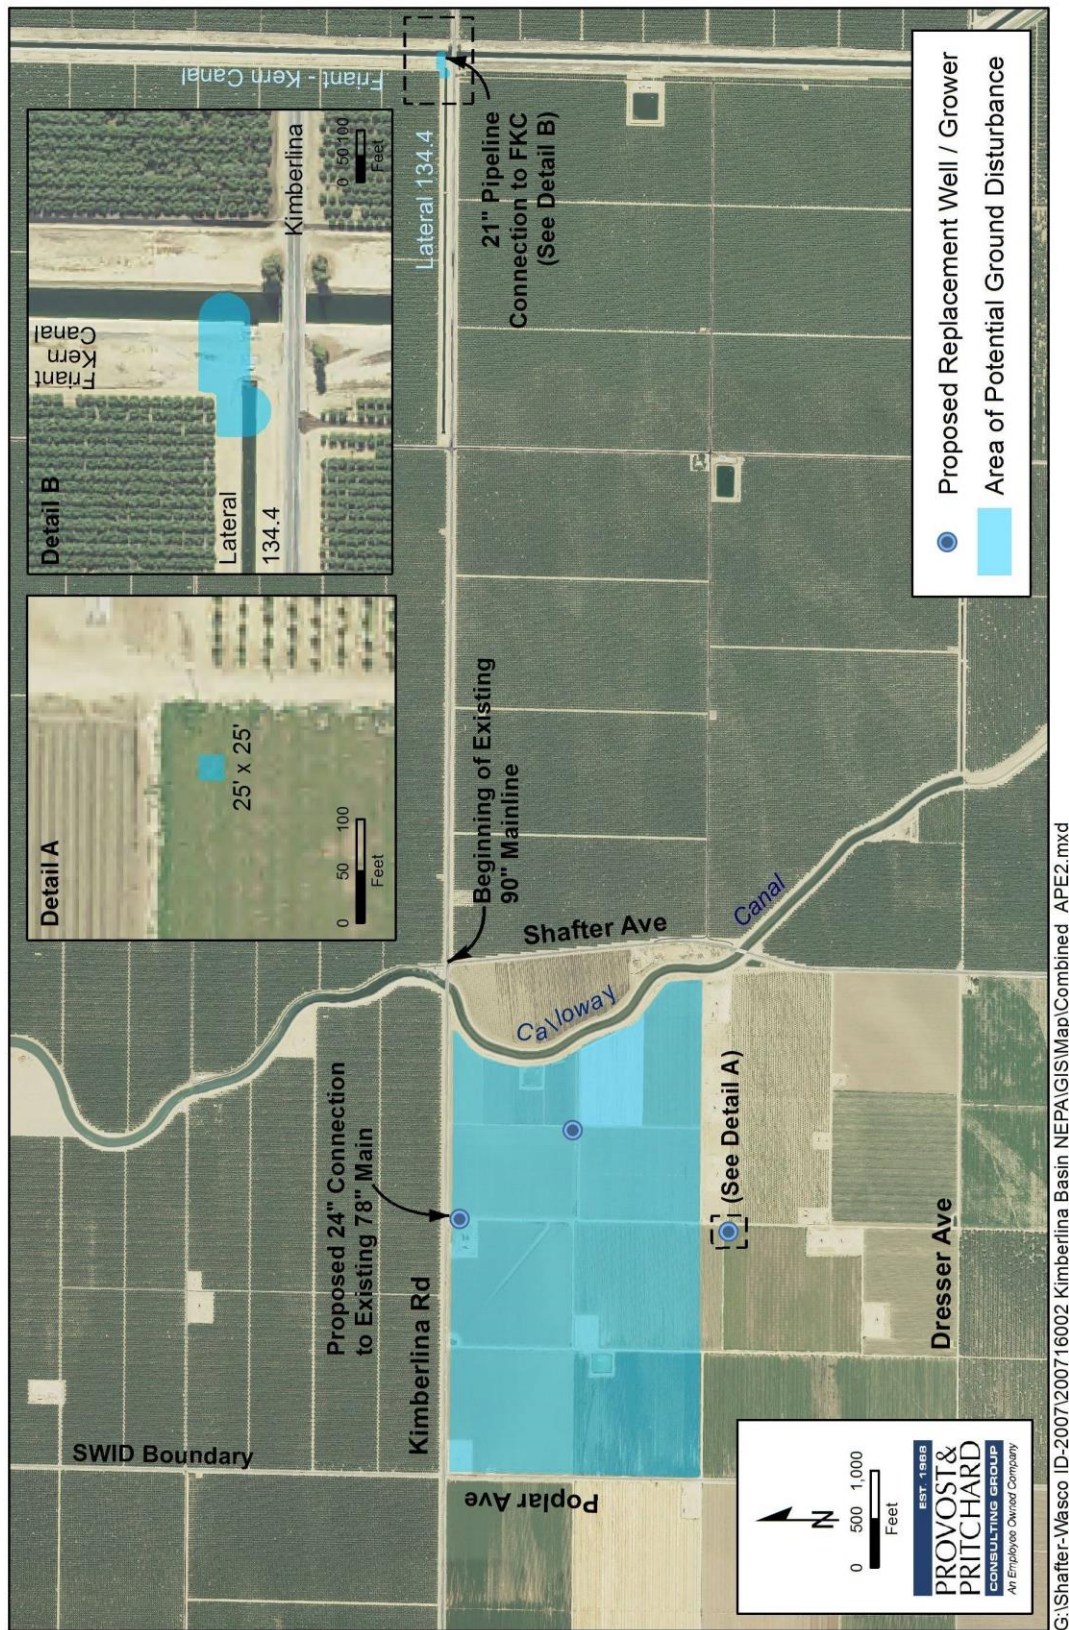 Friant - Kern Canal
Lateral 134.4
21" Pipeline
Connection to FKC
(See Detail B)
Detail B
Friant
Kern
Canal
Lateral
134.4
Kimberlina
0 50 100
Feet
Detail A
25' x 25'
0 50 100
Feet
Beginning of Existing
90" Mainline
Shafter Ave
Calloway
Canal
Proposed 24" Connection
to Existing 78" Main
Kimberlina Rd
SWID Boundary
Poplar Ave
(See Detail A)
Dresser Ave
Proposed Replacement Well / Grower
Area of Potential Ground Disturbance
N
0 500 1,000
Feet
EST. 1968
PROVOST&
PRITCHARD
CONSULTING GROUP
An Employee Owned Company
G:\Shafter-Wasco ID-2007\200716002 Kimberlina Basin NEPA\GIS\Map\Combined_APE2.mxd